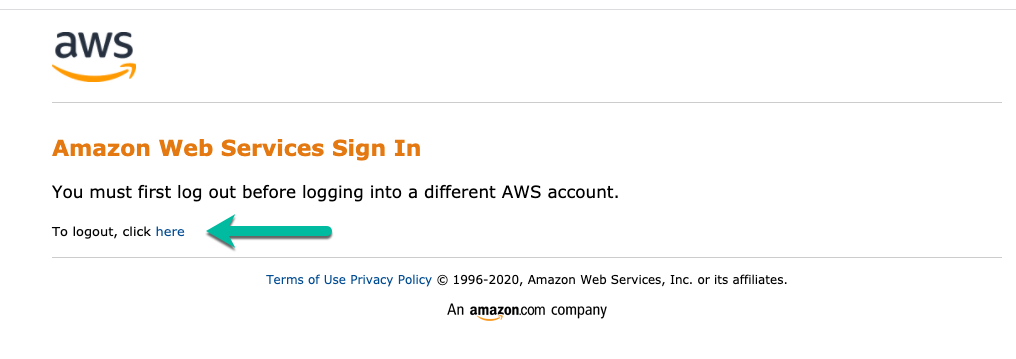 aws
Amazon Web Services Sign In
You must first log out before logging into a different AWS account.
To logout, click here
Terms of Use Privacy Policy © 1996-2020, Amazon Web Services, Inc. or its affiliates.
An amazon.com company